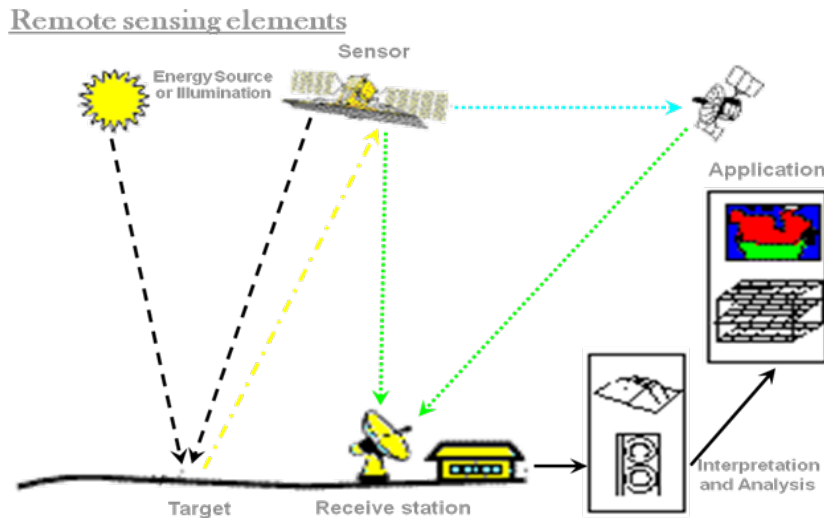 Remote sensing elements
Sensor
Energy Source
or Illumination
Application
Interpretation
and Analysis
Target
Receive station